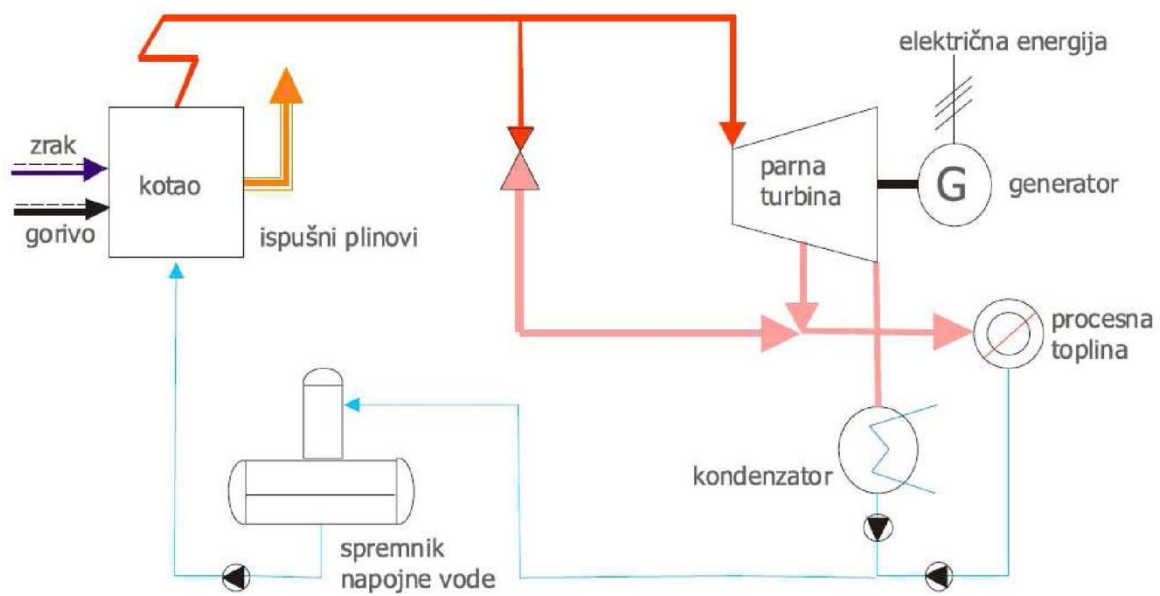 električna energija
zrak
kotao
parna
turbina
G
generator
gorivo
ispušni plinovi
procesna
toplina
kondenzator
spremnik
napojne vode